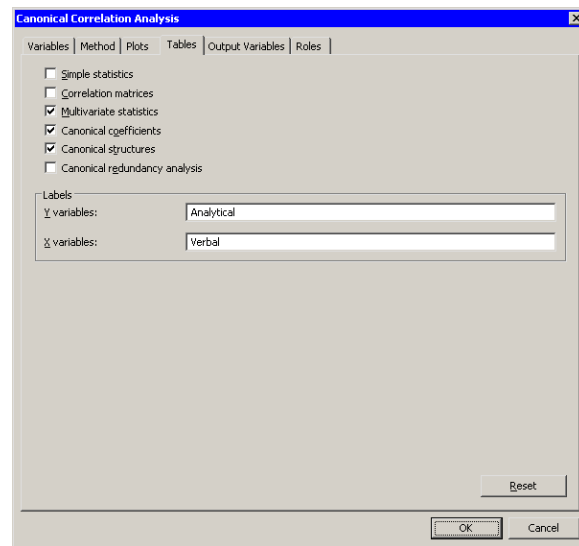 Canonical Correlation Analysis
Variables Method Plots Tables Output Variables Roles
Simple statistics
Correlation matrices
Multivariate statistics
Canonical coefficients
Canonical structures
Canonical redundancy analysis
Labels
Y variables: Analytical
X variables: Verbal
Reset
OK Cancel